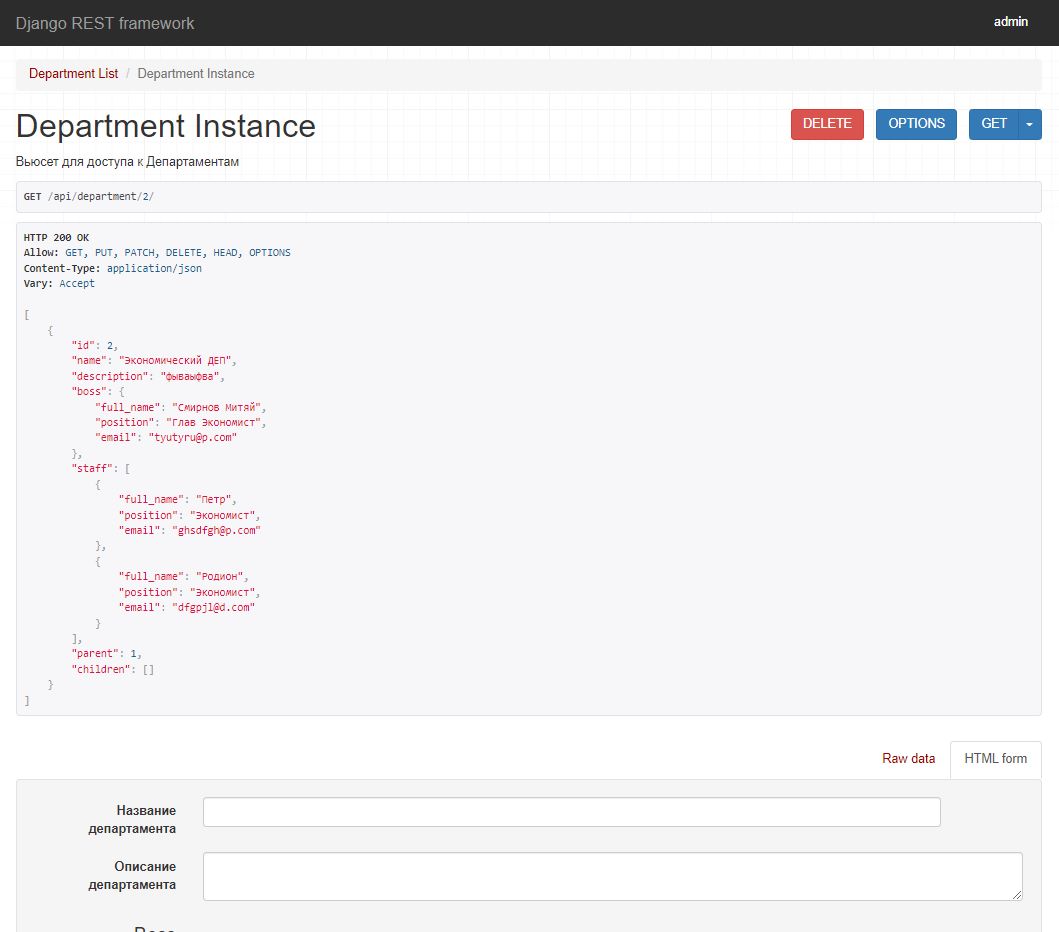 Django REST framework
admin
Department List / Department Instance
Department Instance
DELETE
OPTIONS
GET
Вьюсет для доступа к Департаментам
GET /api/department/2/
HTTP 200 OK
Allow: GET, PUT, PATCH, DELETE, HEAD, OPTIONS
Content-Type: application/json
Vary: Accept
[
{
"id": 2,
"name": "Экономический ДЕП",
"description": "фываыфва",
"boss": {
"full_name": "Смирнов Митяй",
"position": "Глав Экономист",
"email": "tyutyru@p.com"
},
"staff": [
{
"full_name": "Петр",
"position": "Экономист",
"email": "ghsdfgh@p.com"
},
{
"full_name": "Родион",
"position": "Экономист",
"email": "dfgpjl@d.com"
}
],
"parent": 1,
"children": []
}
]
Raw data
HTML form
Название
департамента
Описание
департамента
Boss